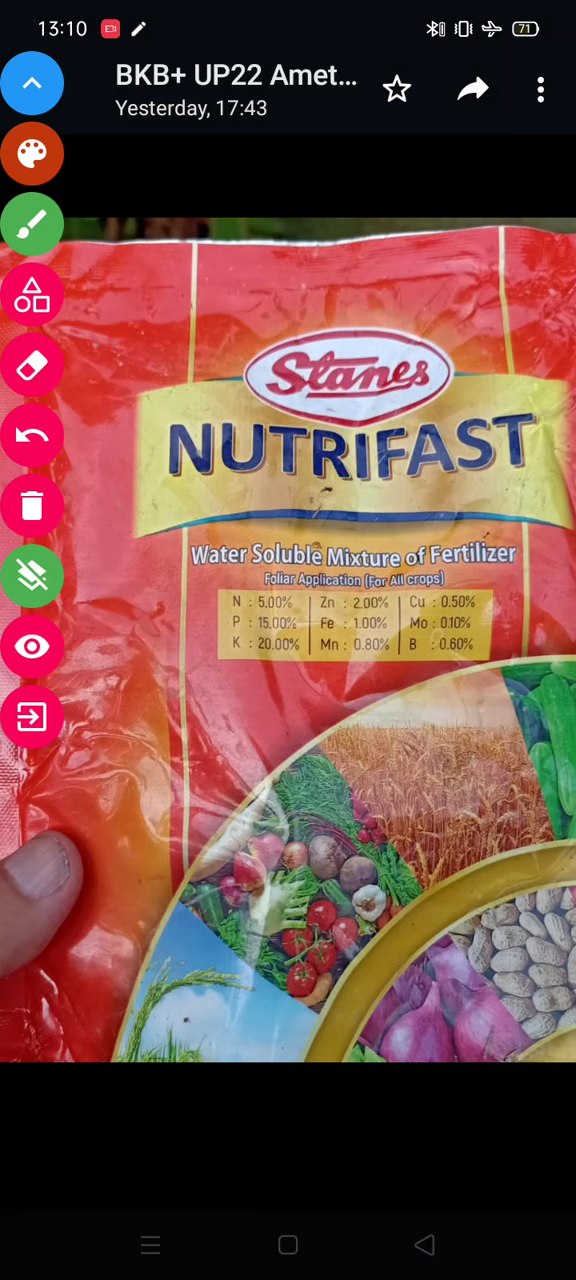 13:10
71
BKB+ UP22 Amet...
Yesterday, 17:43
Stanes
NUTRIFAST
Water Soluble Mixture of Fertilizer
Foliar Application (For All crops)
N : 5.00% Zn : 2.00% Cu : 0.50%
P : 15.00% Fe : 1.00% Mo : 0.10%
K : 20.00% Mn : 0.80% B : 0.60%